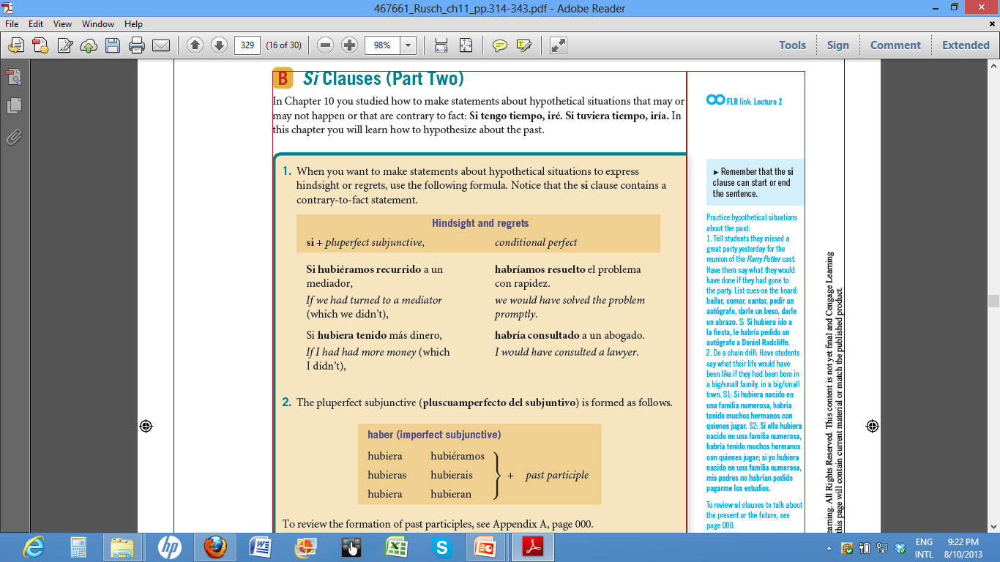 467661_Rusch_ch11_pp.314-343.pdf - Adobe Reader
File Edit View Window Help
329 (16 of 30) 98% Tools Sign Comment Extended
B Si Clauses (Part Two)
In Chapter 10 you studied how to make statements about hypothetical situations that may or
may not happen or that are contrary to fact: Si tengo tiempo, iré. Si tuviera tiempo, iría. In
this chapter you will learn how to hypothesize about the past.
1. When you want to make statements about hypothetical situations to express
hindsight or regrets, use the following formula. Notice that the si clause contains a
contrary-to-fact statement.
Hindsight and regrets
si + pluperfect subjunctive, conditional perfect
Si hubiéramos recurrido a un habríamos resuelto el problema
mediador, con rapidez.
If we had turned to a mediator we would have solved the problem
(which we didn't), promptly.
Si hubiera tenido más dinero, habría consultado a un abogado.
If I had had more money (which I would have consulted a lawyer.
I didn't),
2. The pluperfect subjunctive (pluscuamperfecto del subjuntivo) is formed as follows.
haber (imperfect subjunctive)
hubiera hubiéramos
hubieras hubierais + past participle
hubiera hubieran
To review the formation of past participles, see Appendix A, page 000.
FLR link: Lectura 2
► Remember that the si
clause can start or end
the sentence.
Practice hypothetical situations
about the past:
1. Tell students they missed a
great party yesterday for the
reunion of the Harry Potter cast.
Have them say what they would
have done if they had gone to
the party. List cues on the board:
bailar, comer, cantar, pedir un
autógrafo, darle un beso, darle
un abrazo. S: Si hubiera ido a
la fiesta, le habría pedido un
autógrafo a Daniel Radcliffe.
2. Do a chain drill: Have students
say what their life would have
been like if they had been born in
a big/small family, in a big/small
town. S1: Si hubiera nacido en
una familia numerosa, habría
tenido muchos hermanos con
quienes jugar. S2: Si ella hubiera
nacido en una familia numerosa,
habría tenido muchos hermanos
con quienes jugar; si yo hubiera
nacido en una familia numerosa,
mis padres no habrían podido
pagarme los estudios.
To review si clauses to talk about
the present or the future, see
page 000.
earning. All Rights Reserved. This content is not yet final and Cengage Learning
this page will contain current material or match the published product.
ENG 9:22 PM
INTL 8/10/2013